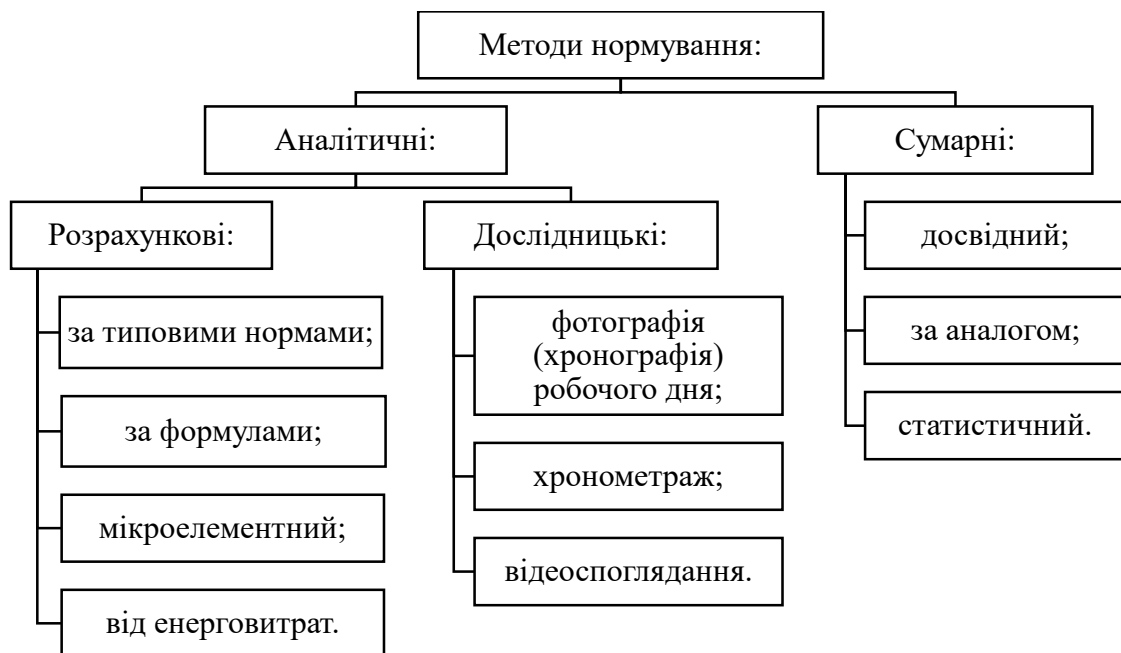 Методи нормування:
Аналітичні:
Сумарні:
Розрахункові:
Дослідницькі:
досвідний;
за типовими нормами;
фотографія
(хронографія)
робочого дня;
за аналогом;
за формулами;
статистичний.
хронометраж;
мікроелементний;
відеоспоглядання.
від енерговитрат.